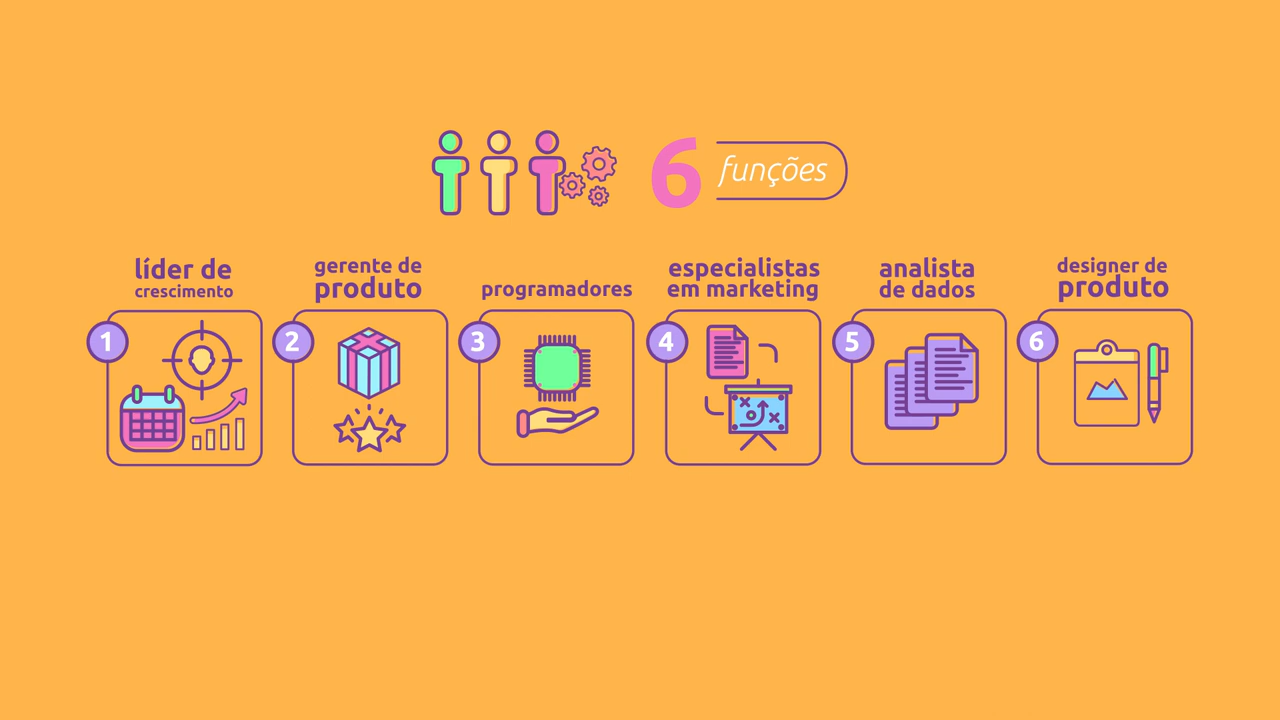 6 funções
líder de
crescimento
gerente de
produto
programadores
especialistas
em marketing
analista
de dados
designer de
produto
1
2
3
4
5
6